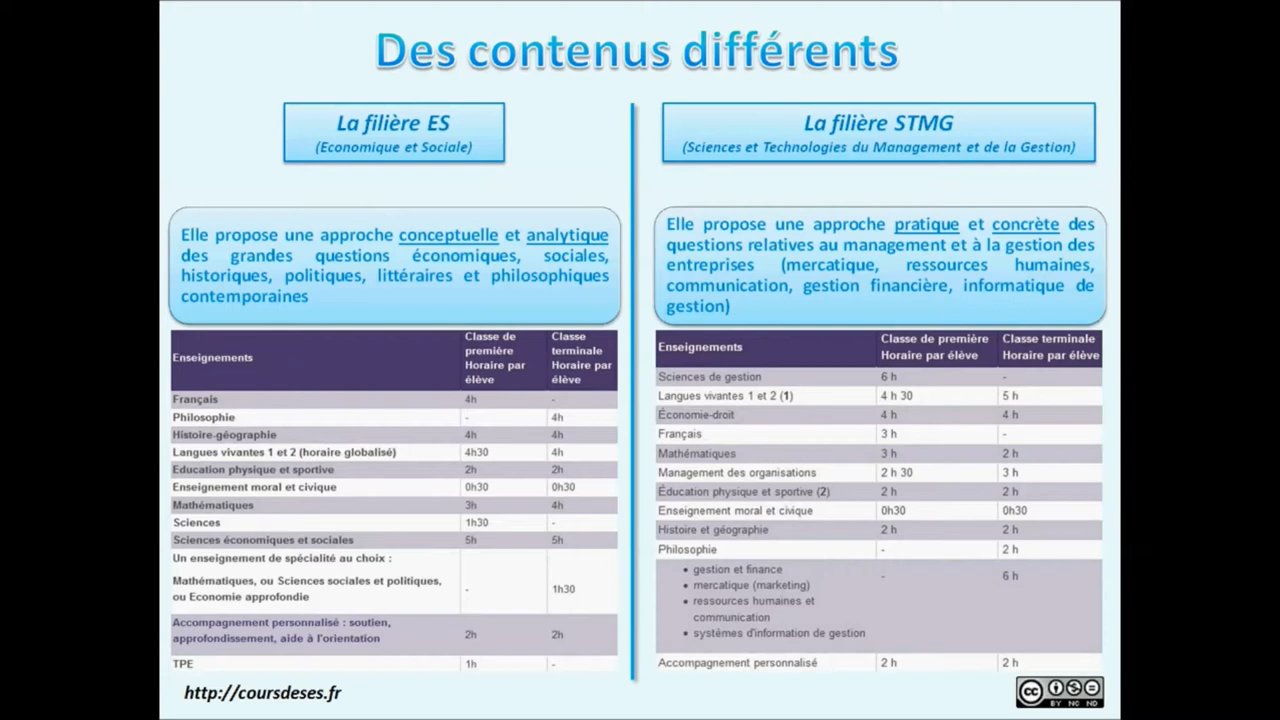 Des contenus différents
La filière ES
(Economique et Sociale)
Elle propose une approche conceptuelle et analytique
des grandes questions économiques, sociales,
historiques, politiques, littéraires et philosophiques
contemporaines
Enseignements
Classe de
première
Horaire par
élève
Classe
terminale
Horaire par
élève
Français 4h -
Philosophie - 4h
Histoire-géographie 4h 4h
Langues vivantes 1 et 2 (horaire globalisé) 4h30 4h
Education physique et sportive 2h 2h
Enseignement moral et civique 0h30 0h30
Mathématiques 3h 4h
Sciences 1h30 -
Sciences économiques et sociales 5h 5h
Un enseignement de spécialité au choix :
Mathématiques, ou Sciences sociales et politiques,
ou Economie approfondie
- 1h30
Accompagnement personnalisé : soutien,
approfondissement, aide à l'orientation
2h 2h
TPE 1h -
http://coursdeses.fr
La filière STMG
(Sciences et Technologies du Management et de la Gestion)
Elle propose une approche pratique et concrète des
questions relatives au management et à la gestion des
entreprises (mercatique, ressources humaines,
communication, gestion financière, informatique de
gestion)
Enseignements
Classe de première
Horaire par élève
Classe terminale
Horaire par élève
Sciences de gestion 6 h -
Langues vivantes 1 et 2 (1) 4 h 30 5 h
Économie-droit 4 h 4 h
Français 3 h -
Mathématiques 3 h 2 h
Management des organisations 2 h 30 3 h
Éducation physique et sportive (2) 2 h 2 h
Enseignement moral et civique 0h30 0h30
Histoire et géographie 2 h 2 h
Philosophie - 2 h
• gestion et finance
• mercatique (marketing)
• ressources humaines et
communication
• systèmes d'information de gestion
- 6 h
Accompagnement personnalisé 2 h 2 h
cc
BY NC ND